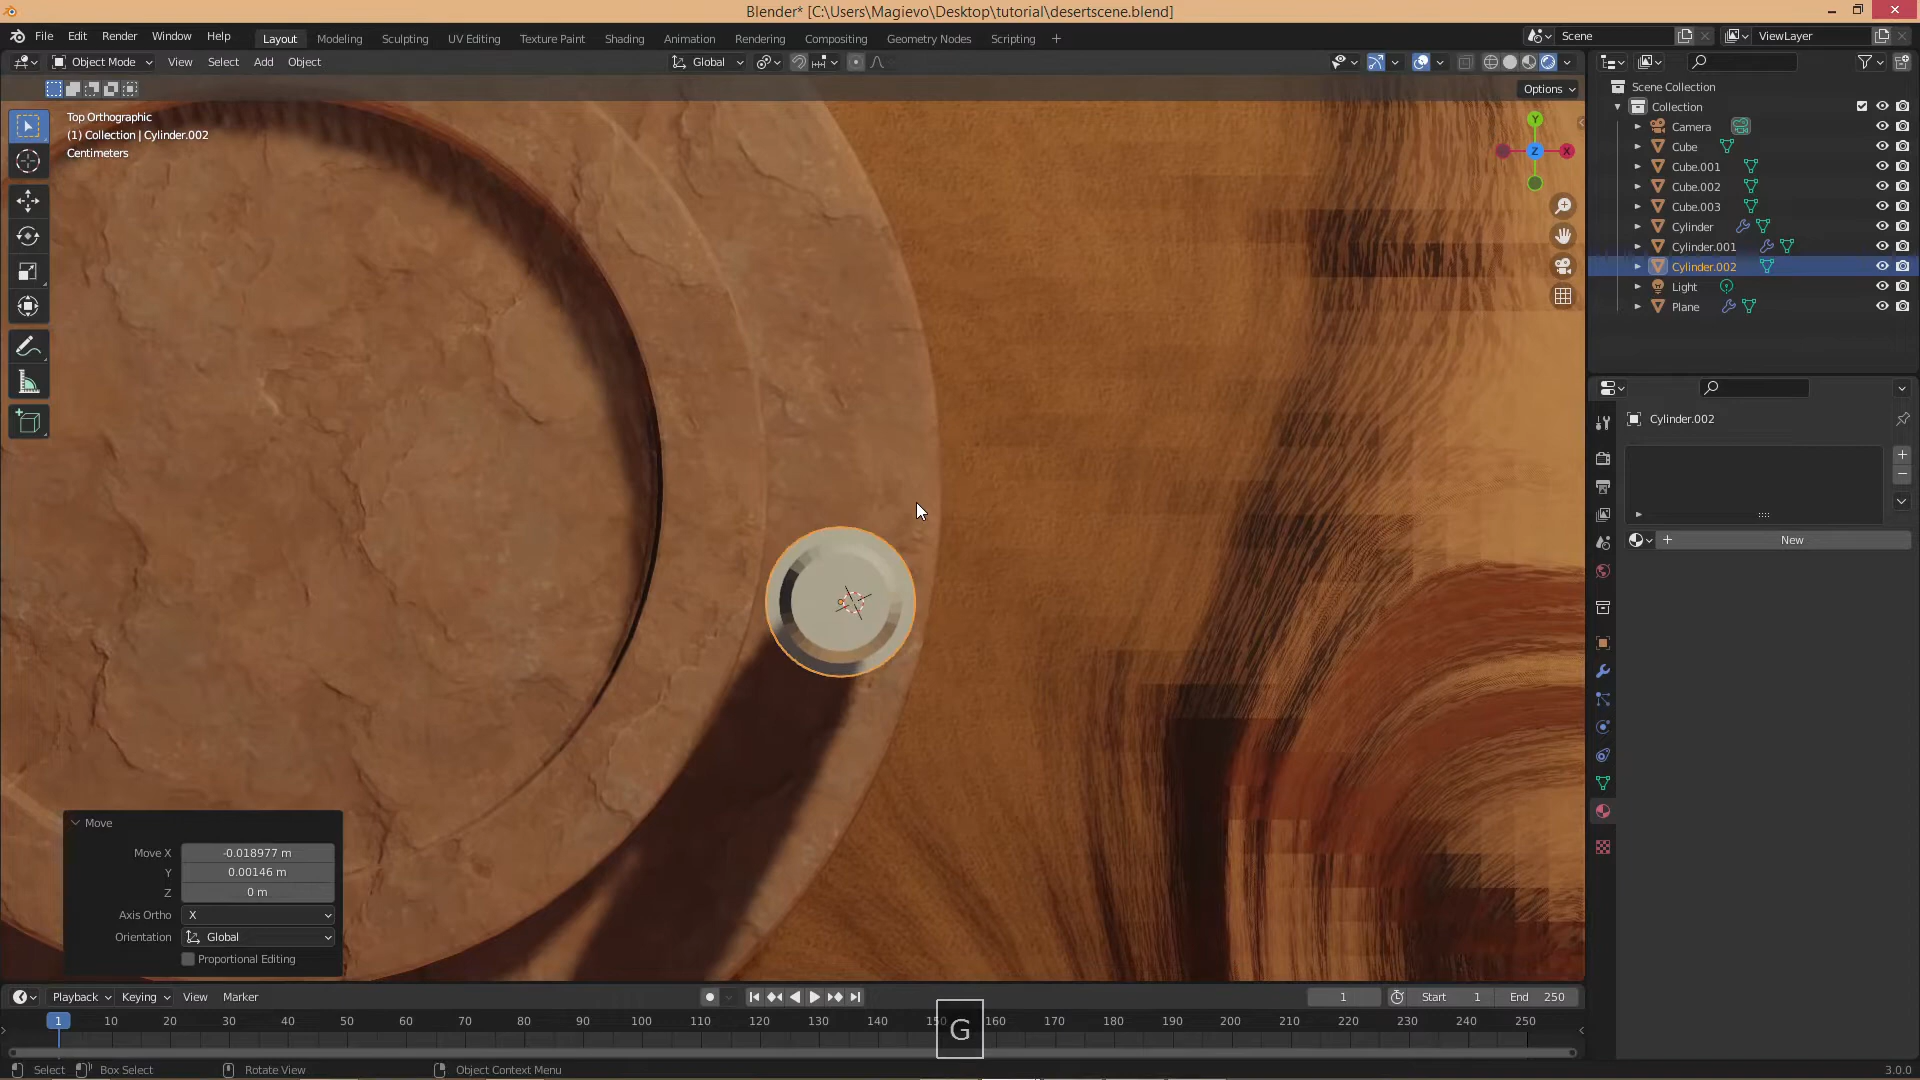 Blender* [C:\Users\Magievo\Desktop\tutorial\desertscene.blend]
File Edit Render Window Help Layout Modeling Sculpting UV Editing Texture Paint Shading Animation Rendering Compositing Geometry Nodes Scripting + Scene ViewLayer
Object Mode View Select Add Object Global
Options
Top Orthographic
(1) Collection | Cylinder.002
Centimeters
Y
Z
X
Scene Collection
Collection
Camera
Cube
Cube.001
Cube.002
Cube.003
Cylinder
Cylinder.001
Cylinder.002
Light
Plane
Cylinder.002
New
Move
Move X -0.018977 m
Y 0.00146 m
Z 0 m
Axis Ortho X
Orientation Global
Proportional Editing
Playback Keying View Marker 1 Start 1 End 250
1 10 20 30 40 50 60 70 80 90 100 110 120 130 140 150 160 170 180 190 200 210 220 230 240 250
G
Select Box Select Rotate View Object Context Menu 3.0.0